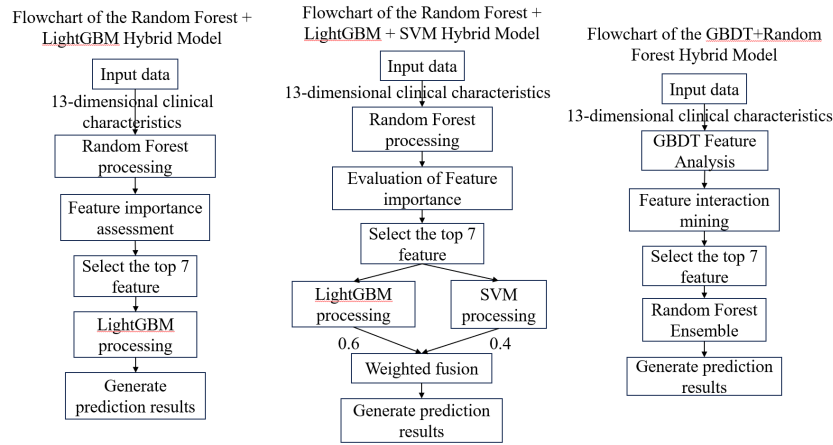 Flowchart of the Random Forest +
LightGBM Hybrid Model
Input data
13-dimensional clinical
characteristics
Random Forest
processing
Feature importance
assessment
Select the top 7
feature
LightGBM
processing
Generate
prediction results
Flowchart of the Random Forest +
LightGBM + SVM Hybrid Model
Input data
13-dimensional clinical characteristics
Random Forest
processing
Evaluation of Feature
importance
Select the top 7
feature
LightGBM
processing
SVM
processing
0.6
0.4
Weighted fusion
Generate prediction
results
Flowchart of the GBDT+Random
Forest Hybrid Model
Input data
13-dimensional clinical characteristics
GBDT Feature
Analysis
Feature interaction
mining
Select the top 7
feature
Random Forest
Ensemble
Generate prediction
results